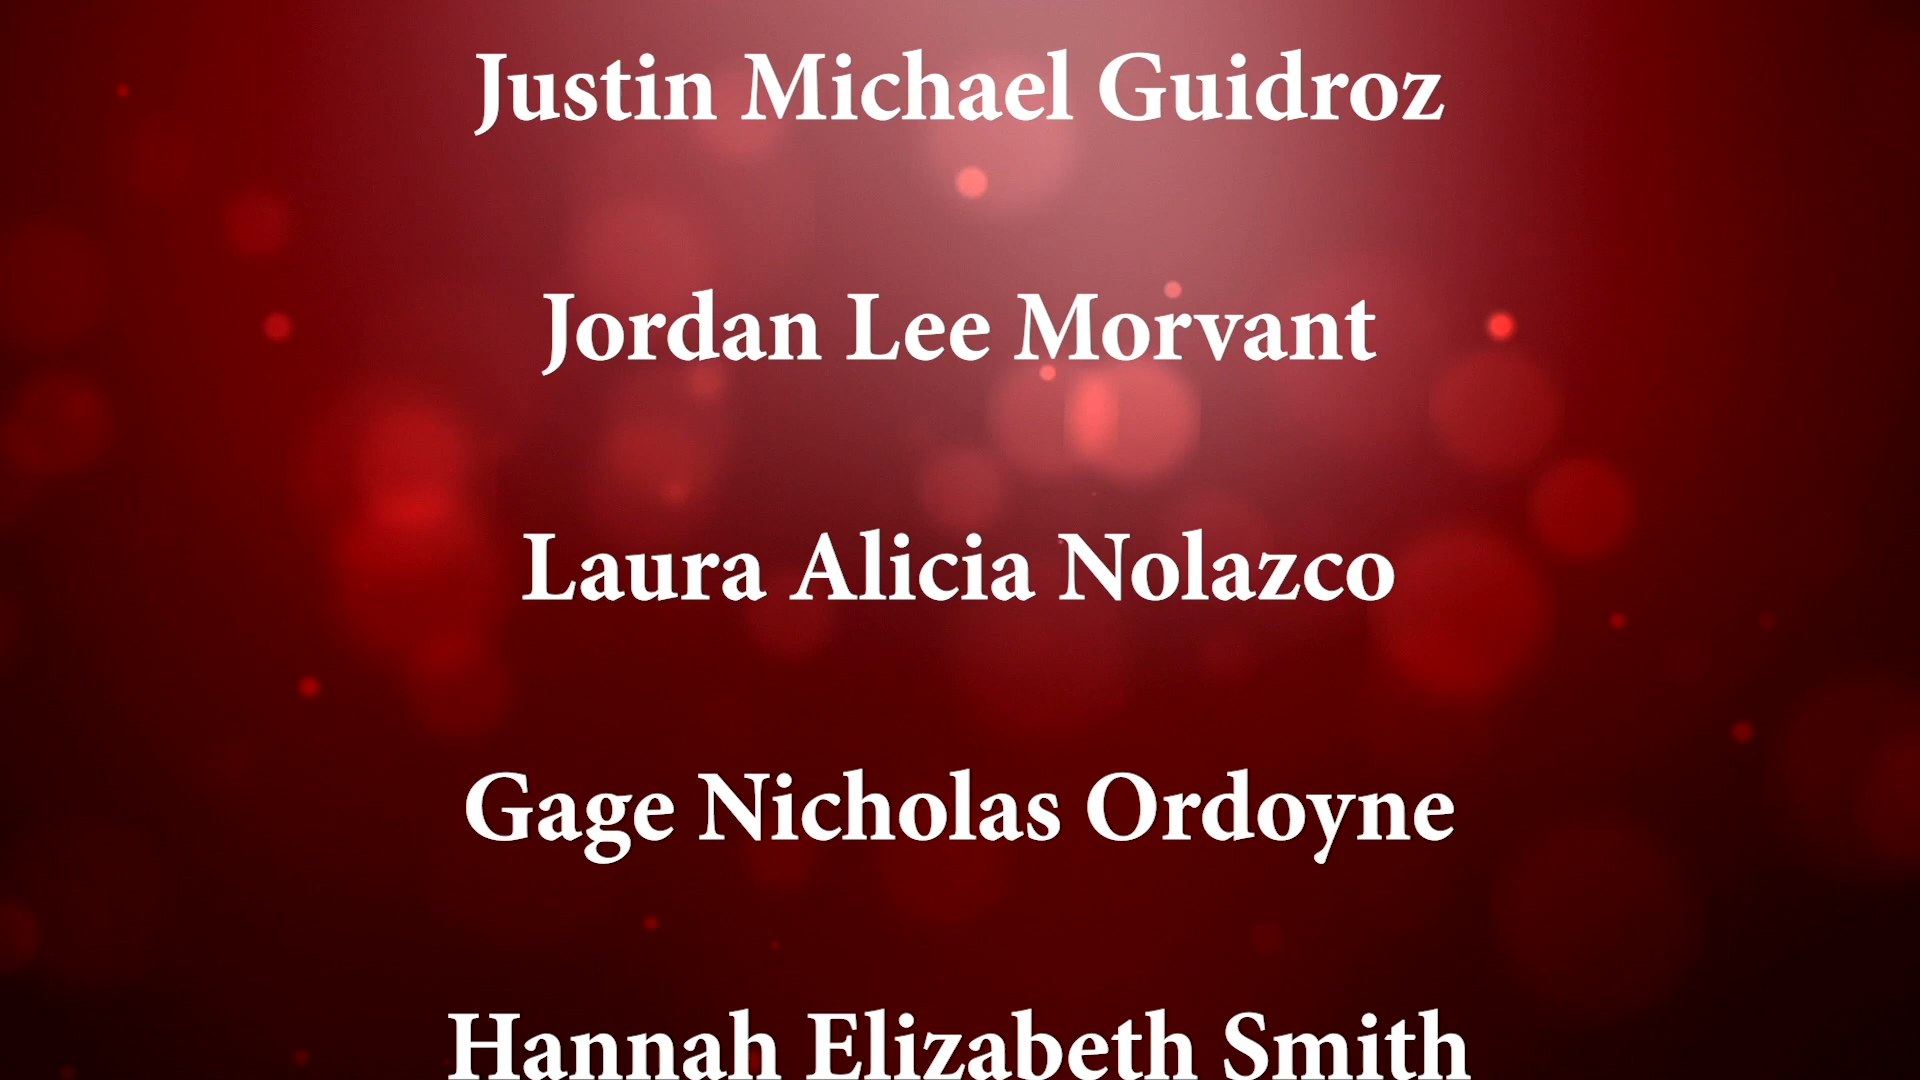 Justin Michael Guidroz
Jordan Lee Morvant
Laura Alicia Nolazco
Gage Nicholas Ordoyne
Hannah Elizabeth Smith